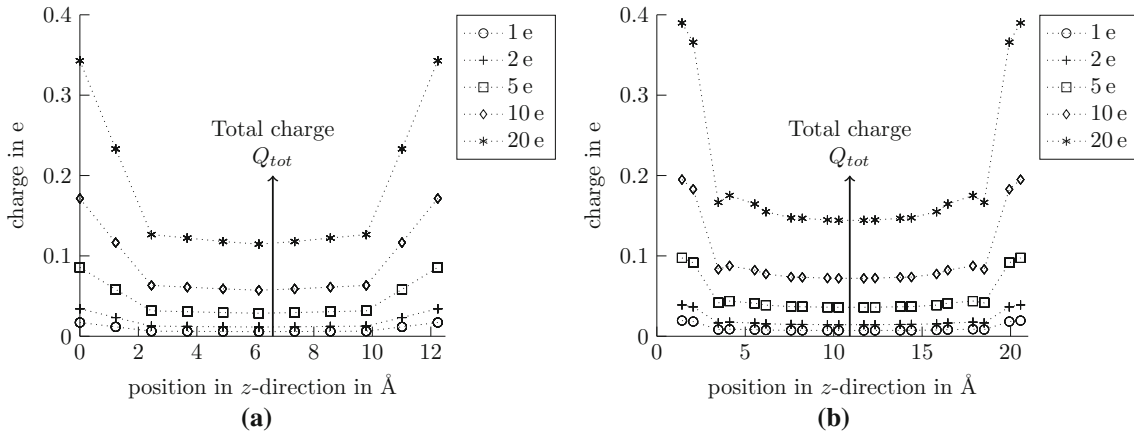 0.4
0.3
0.2
0.1
0
charge in e
0 2 4 6 8 10 12
position in z-direction in Å
Total charge
Q_tot
1 e
2 e
5 e
10 e
20 e
(a)
0.4
0.3
0.2
0.1
0
charge in e
5 10 15 20
position in z-direction in Å
Total charge
Q_tot
1 e
2 e
5 e
10 e
20 e
(b)